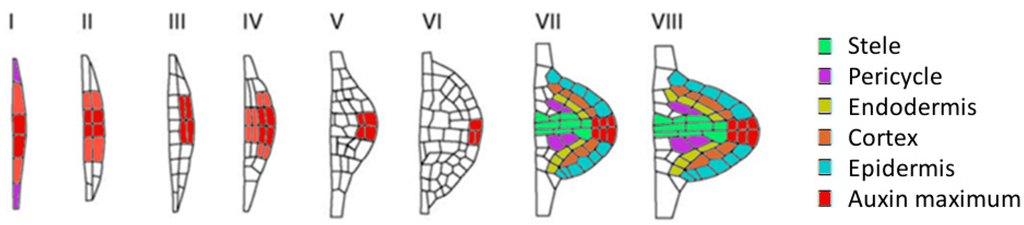 I II III IV V VI VII VIII
Stele
Pericycle
Endodermis
Cortex
Epidermis
Auxin maximum